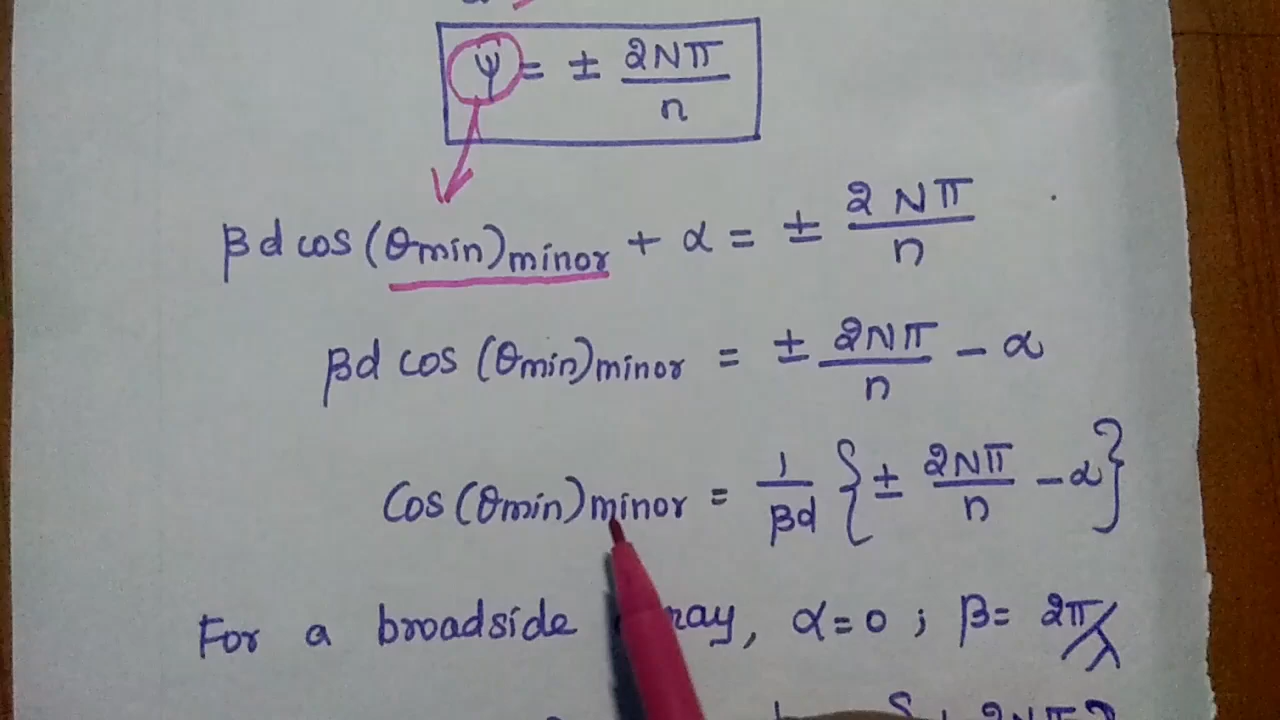 Ψ = ± 2Nπ/n
βd cos (θmin)minor + α = ± 2Nπ/n
βd cos (θmin)minor = ± 2Nπ/n - α
Cos (θmin)minor = 1/βd { ± 2Nπ/n - α }
For a broadside ray, α=0 ; β= 2π/λ